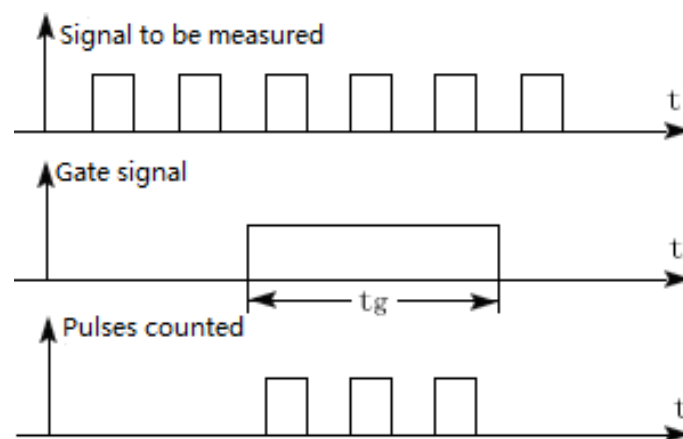 Signal to be measured
t
Gate signal
t
tg
Pulses counted
t